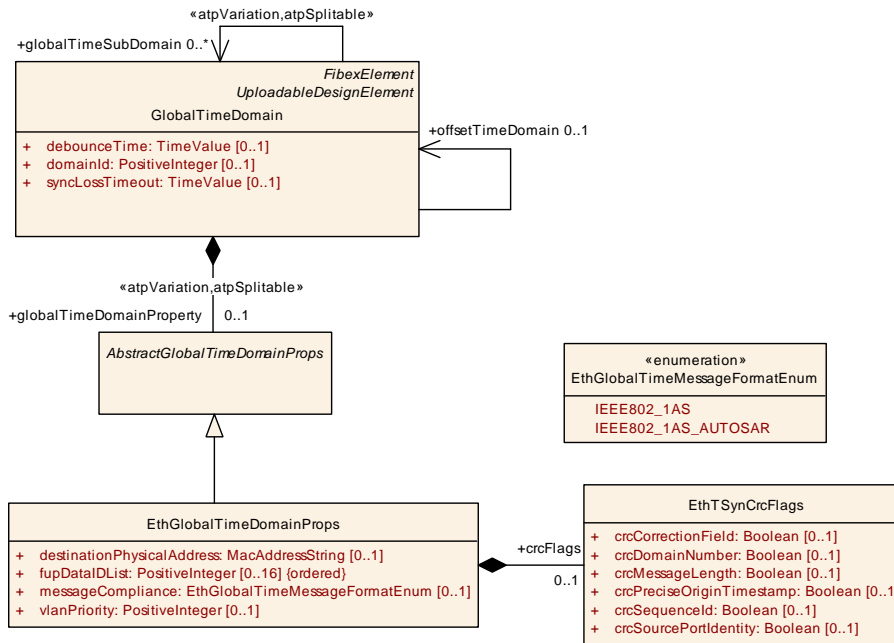 «atpVariation,atpSplitable»
+globalTimeSubDomain 0..*
FibexElement
UploadableDesignElement
GlobalTimeDomain
+ debounceTime: TimeValue [0..1]
+ domainId: PositiveInteger [0..1]
+ syncLossTimeout: TimeValue [0..1]
+offsetTimeDomain 0..1
«atpVariation,atpSplitable»
+globalTimeDomainProperty 0..1
AbstractGlobalTimeDomainProps
«enumeration»
EthGlobalTimeMessageFormatEnum
IEEE802_1AS
IEEE802_1AS_AUTOSAR
EthGlobalTimeDomainProps
+ destinationPhysicalAddress: MacAddressString [0..1]
+ fupDataIDList: PositiveInteger [0..16] {ordered}
+ messageCompliance: EthGlobalTimeMessageFormatEnum [0..1]
+ vlanPriority: PositiveInteger [0..1]
+crcFlags
0..1
EthTSynCrcFlags
+ crcCorrectionField: Boolean [0..1]
+ crcDomainNumber: Boolean [0..1]
+ crcMessageLength: Boolean [0..1]
+ crcPreciseOriginTimestamp: Boolean [0..1]
+ crcSequenceId: Boolean [0..1]
+ crcSourcePortIdentity: Boolean [0..1]